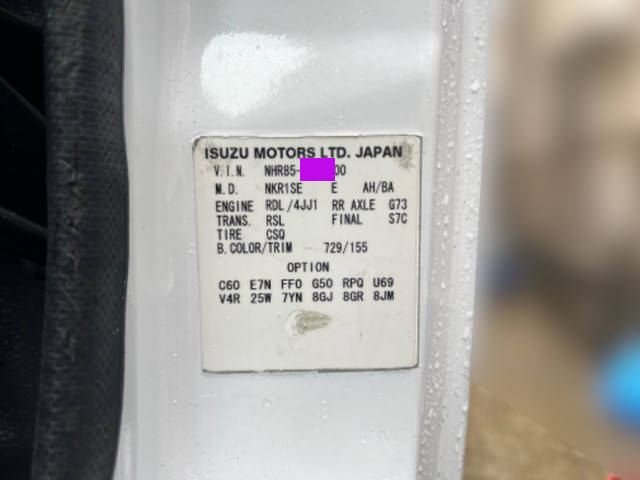 ISUZU MOTORS LTD. JAPAN
V.I.N. NHR85- 00
M.D. NKR1SE E AH/BA
ENGINE RDL/4JJ1 RR AXLE G73
TRANS. RSL FINAL S7C
TIRE CSQ
B.COLOR/TRIM 729/155
OPTION
C60 E7N FF0 G50 RPQ U69
V4R 25W 7YN 8GJ 8GR 8JM